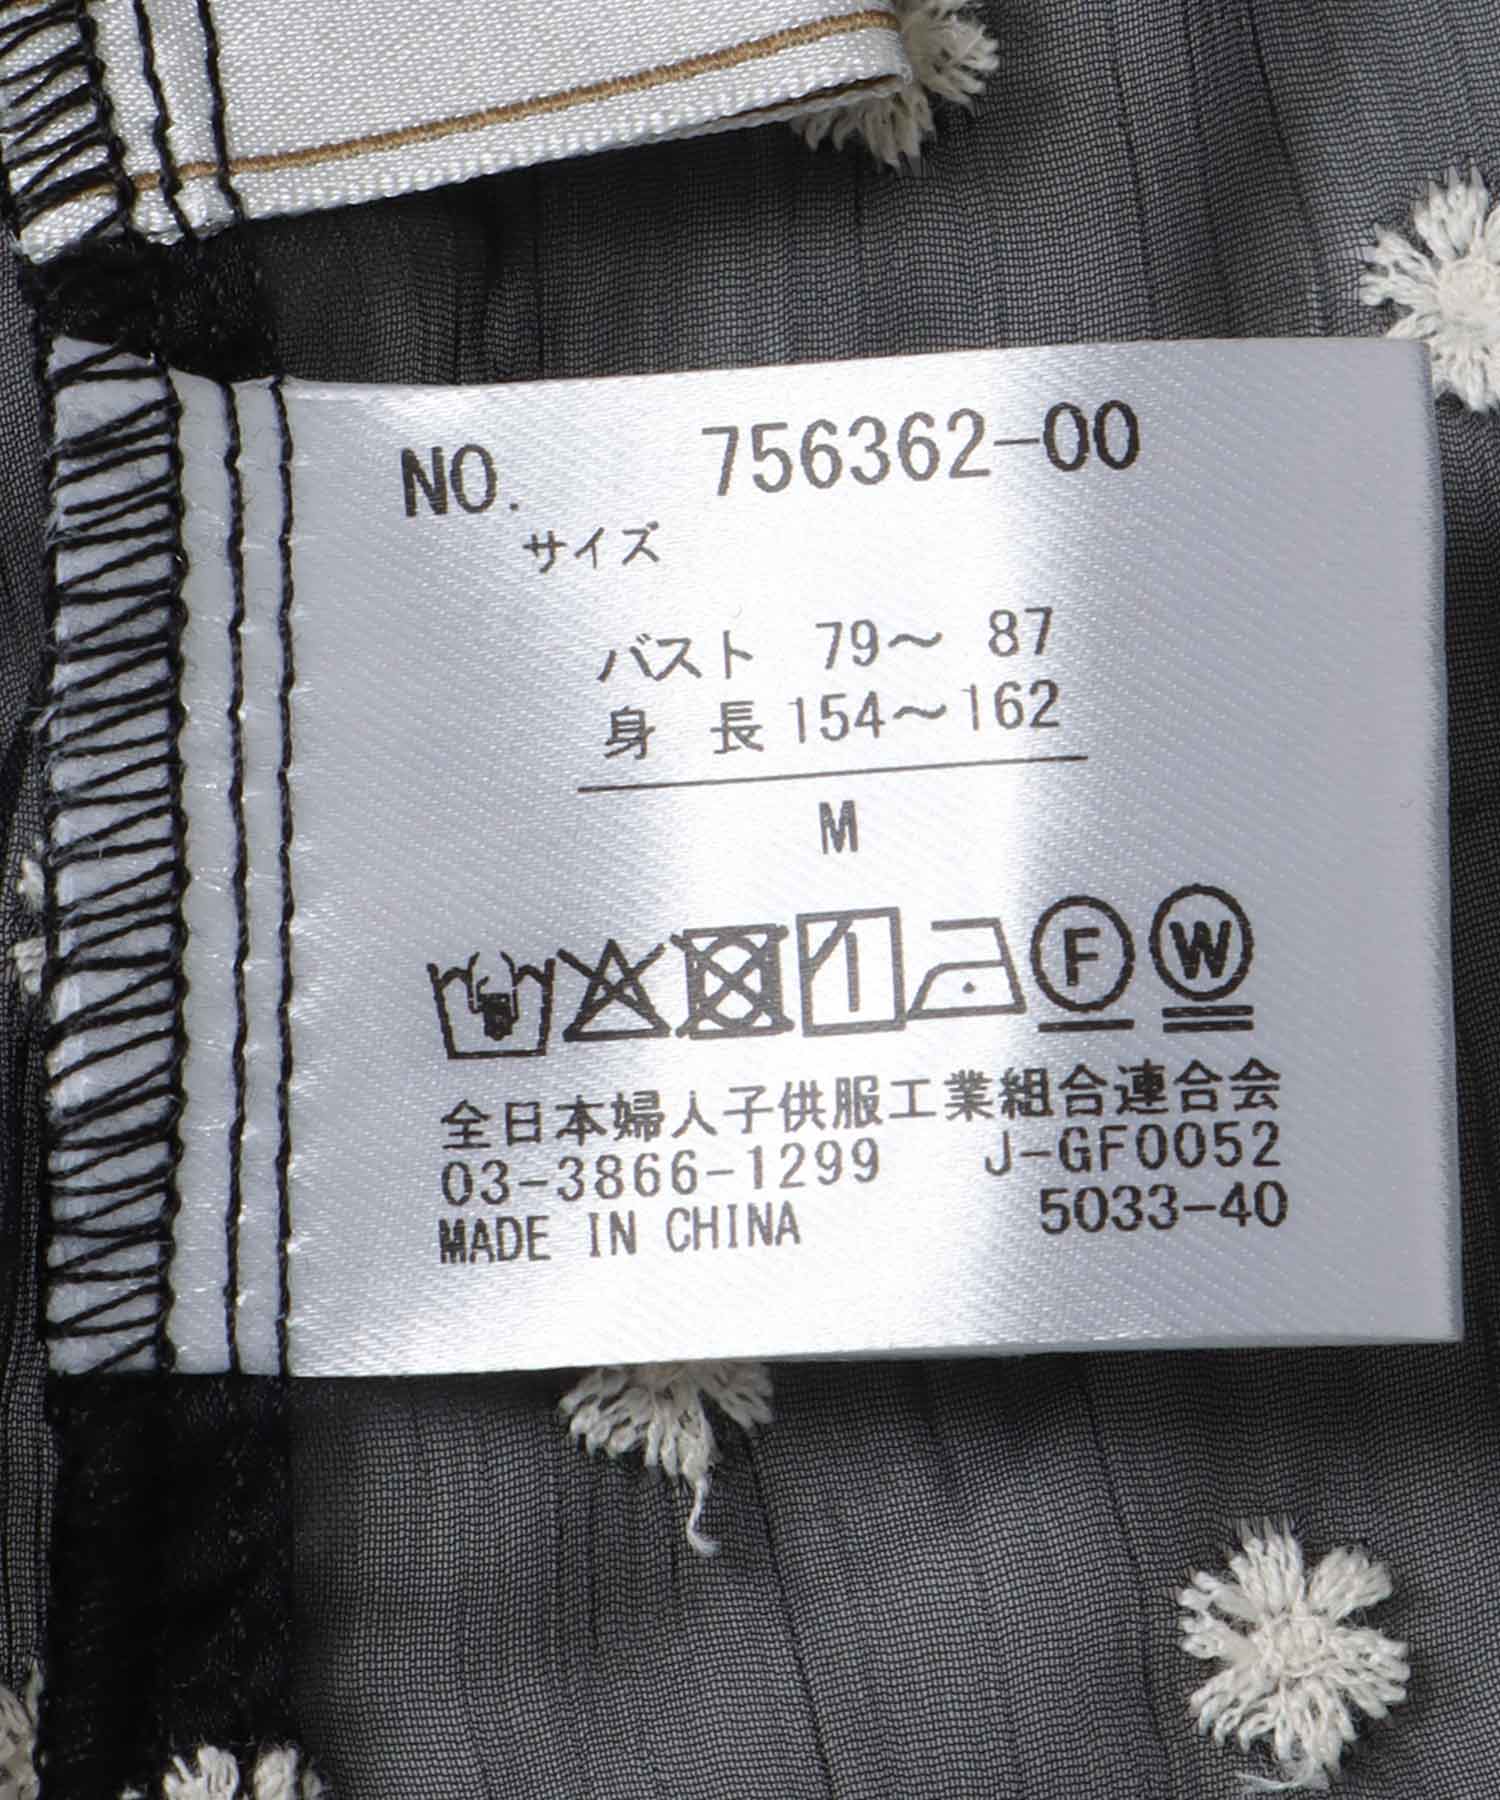 NO. 756362-00
サイズ
バスト 79～ 87
身 長 154～162
M
F W
全日本婦人子供服工業組合連合会
03-3866-1299 J-GF0052
MADE IN CHINA 5033-40